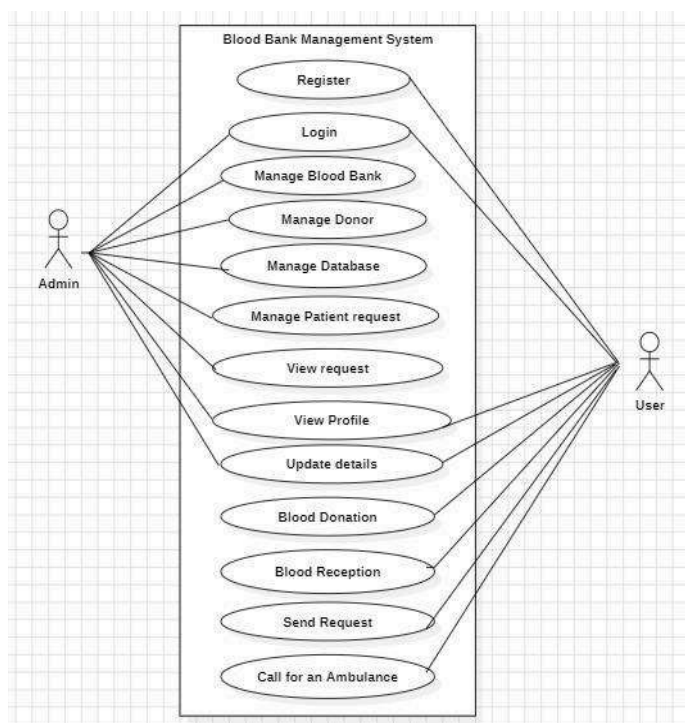 Blood Bank Management System
Register
Login
Manage Blood Bank
Manage Donor
Manage Database
Manage Patient request
View request
View Profile
Update details
Blood Donation
Blood Reception
Send Request
Call for an Ambulance
Admin
User